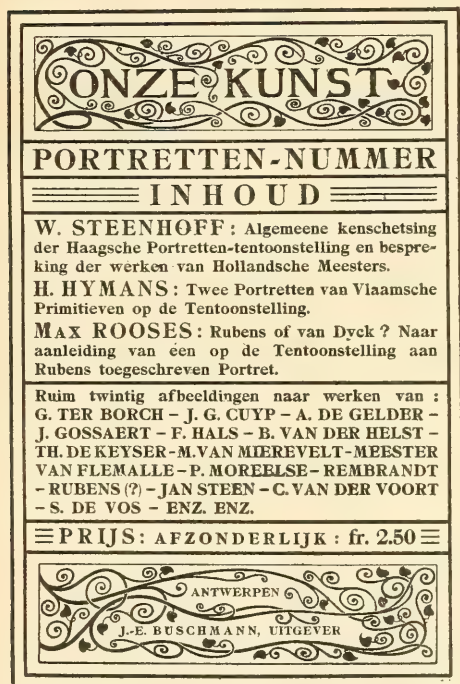 ONZE KUNST
PORTRETTEN-NUMMER
INHOUD
W. STEENHOFF: Algemeene kenschetsing
der Haagsche Portretten-tentoonstelling en bespre-
king der werken van Hollandsche Meesters.
H. HYMANS: Twee Portretten van Vlaamsche
Primitieven op de Tentoonstelling.
MAX ROOSES: Rubens of van Dyck? Naar
aanleiding van een op de Tentoonstelling aan
Rubens toegeschreven Portret.
Ruim twintig afbeeldingen naar werken van :
G. TER BORCH – J. G. CUYP – A. DE GELDER –
J. GOSSAERT – F. HALS – B. VAN DER HELST –
TH. DE KEYSER – M. VAN MIEREVELT – MEESTER
VAN FLEMALLE – P. MOREELSE – REMBRANDT
– RUBENS (?) – JAN STEEN – C. VAN DER VOORT
– S. DE VOS – ENZ. ENZ.
PRIJS: AFZONDERLIJK : fr. 2.50
ANTWERPEN
J.-E. BUSCHMANN, UITGEVER